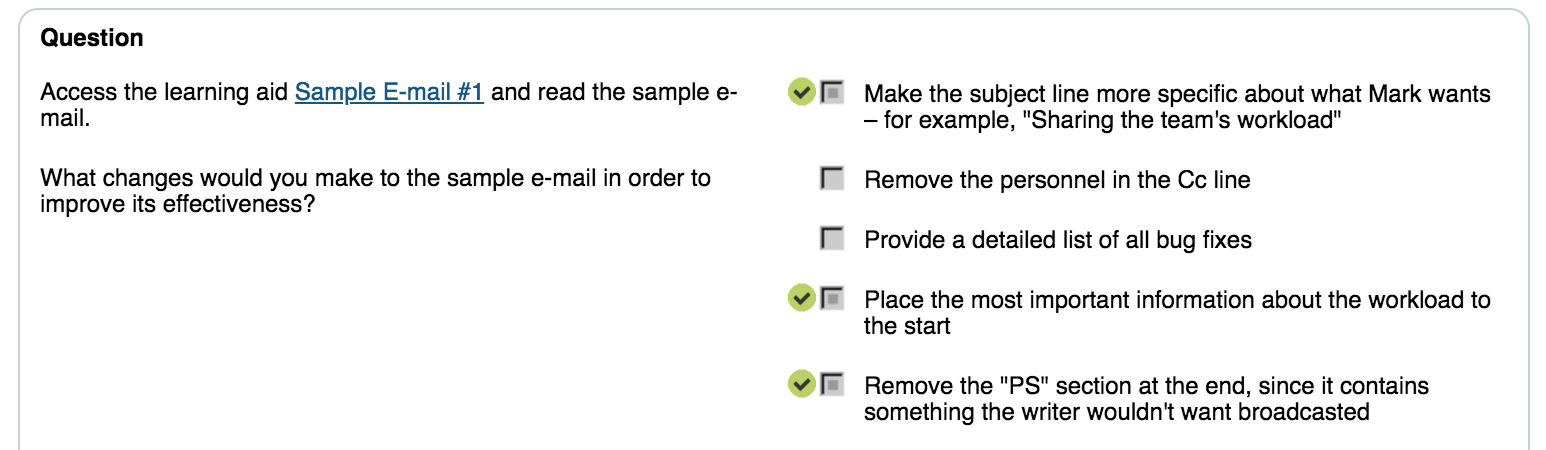 Question
Access the learning aid Sample E-mail #1 and read the sample e-
mail.
What changes would you make to the sample e-mail in order to
improve its effectiveness?
Make the subject line more specific about what Mark wants
– for example, "Sharing the team's workload"
Remove the personnel in the Cc line
Provide a detailed list of all bug fixes
Place the most important information about the workload to
the start
Remove the "PS" section at the end, since it contains
something the writer wouldn't want broadcasted